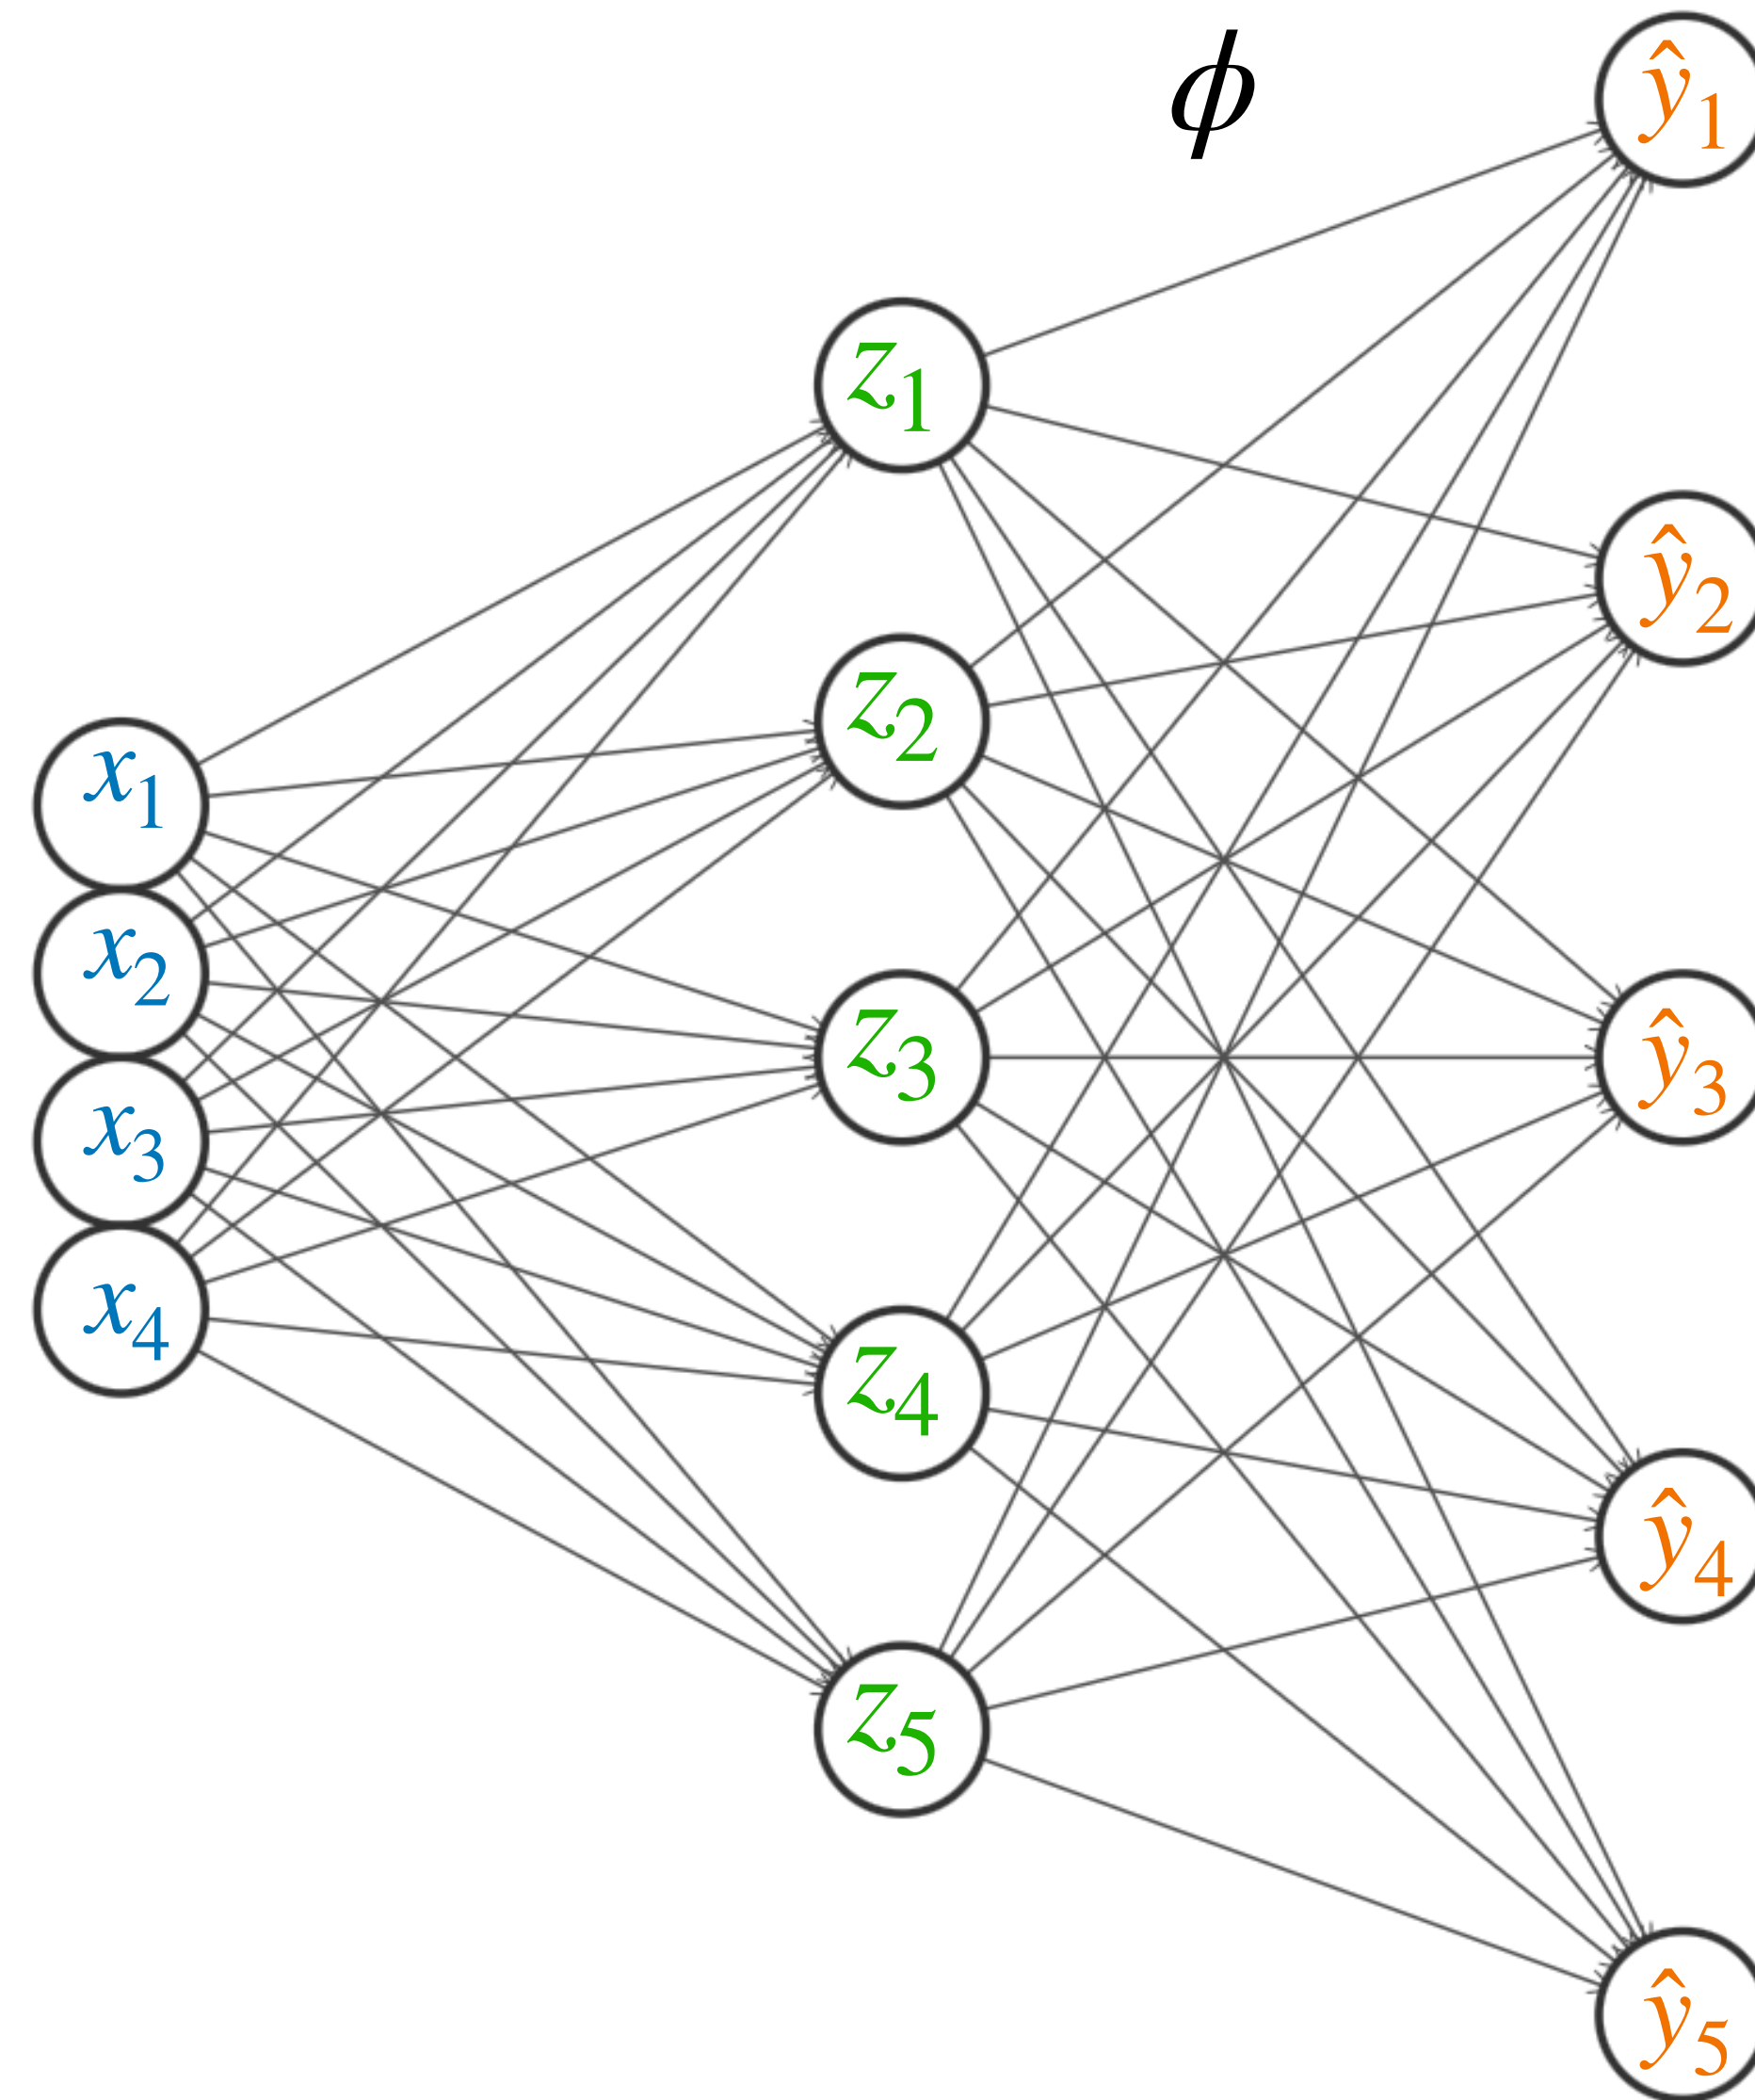 ϕ
x₁
x₂
x₃
x₄
z₁
z₂
z₃
z₄
z₅
ŷ₁
ŷ₂
ŷ₃
ŷ₄
ŷ₅